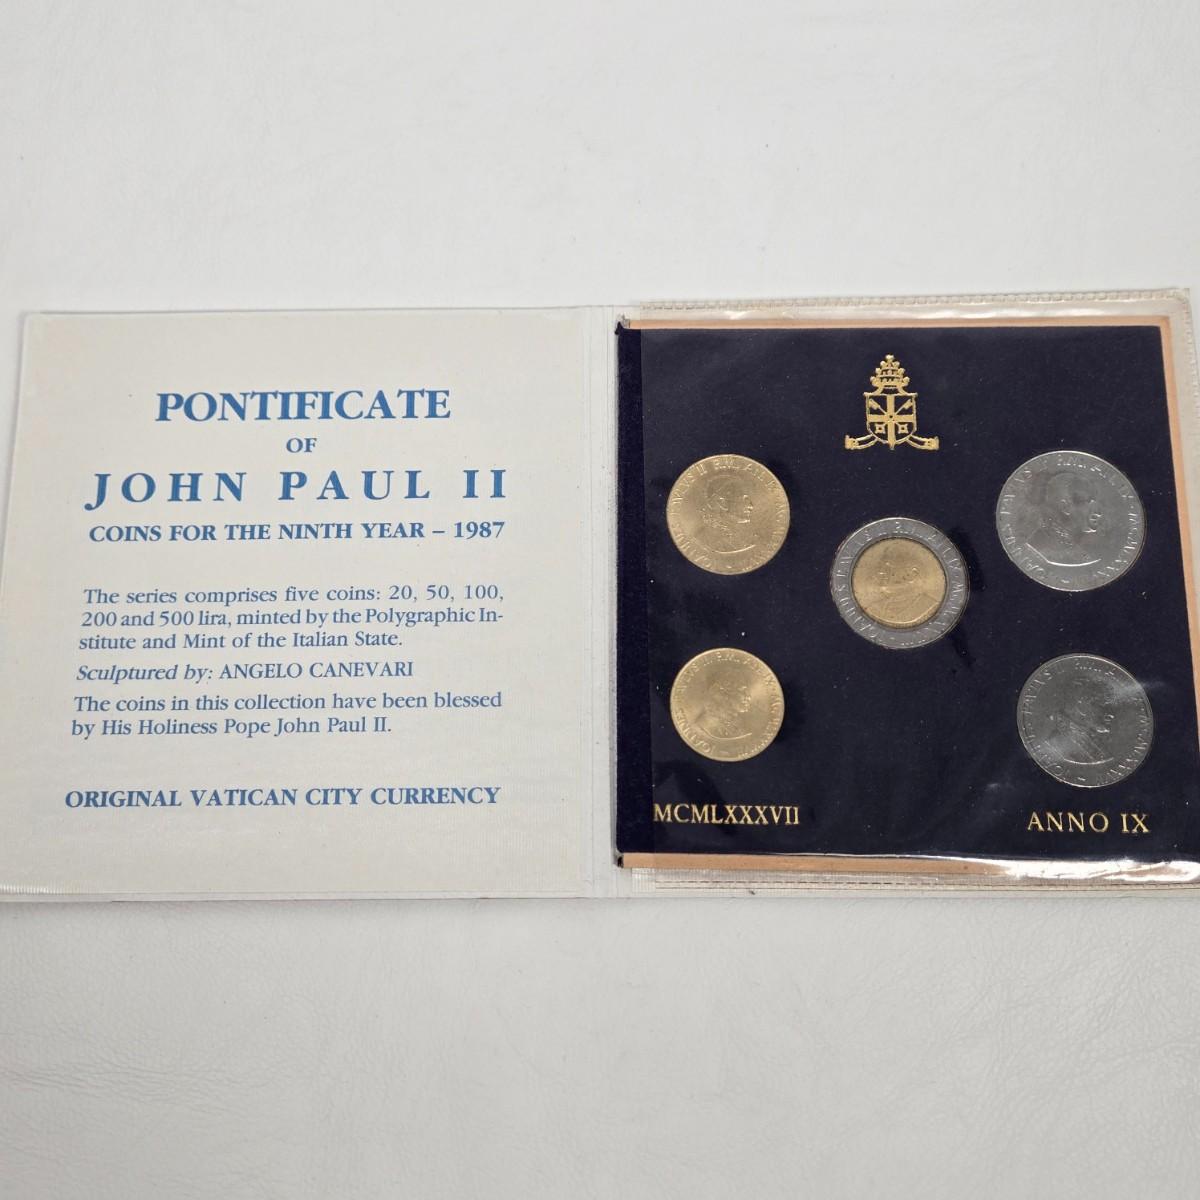 PONTIFICATE
OF
JOHN PAUL II
COINS FOR THE NINTH YEAR – 1987
The series comprises five coins: 20, 50, 100,
200 and 500 lira, minted by the Polygraphic In-
stitute and Mint of the Italian State.
Sculptured by: ANGELO CANEVARI
The coins in this collection have been blessed
by His Holiness Pope John Paul II.
ORIGINAL VATICAN CITY CURRENCY
MCMLXXXVII
ANNO IX